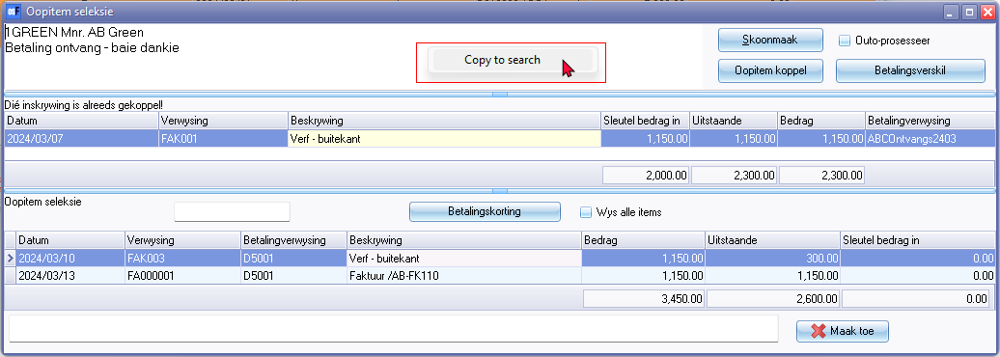 Oopitem seleksie
1GREEN Mnr. AB Green
Betaling ontvang - baie dankie
Copy to search
Skoonmaak
Outo-prosesseer
Oopitem koppel
Betalingsverskil
Dié inskrywing is alreeds gekoppel!
Datum Verwysing Beskrywing Sleutel bedrag in Uitstaande Bedrag Betalingverwysing
2024/03/07 FAK001 Verf - buitekant 1,150.00 1,150.00 1,150.00 ABCOntvangs2403
2,000.00 2,300.00 2,300.00
Oopitem seleksie
Betalingskorting
Wys alle items
Datum Verwysing Betalingverwysing Beskrywing Bedrag Uitstaande Sleutel bedrag in
2024/03/10 FAK003 D5001 Verf - buitekant 1,150.00 300.00 0.00
2024/03/13 FA000001 D5001 Faktuur /AB-FK110 1,150.00 1,150.00 0.00
3,450.00 2,600.00 0.00
Maak toe